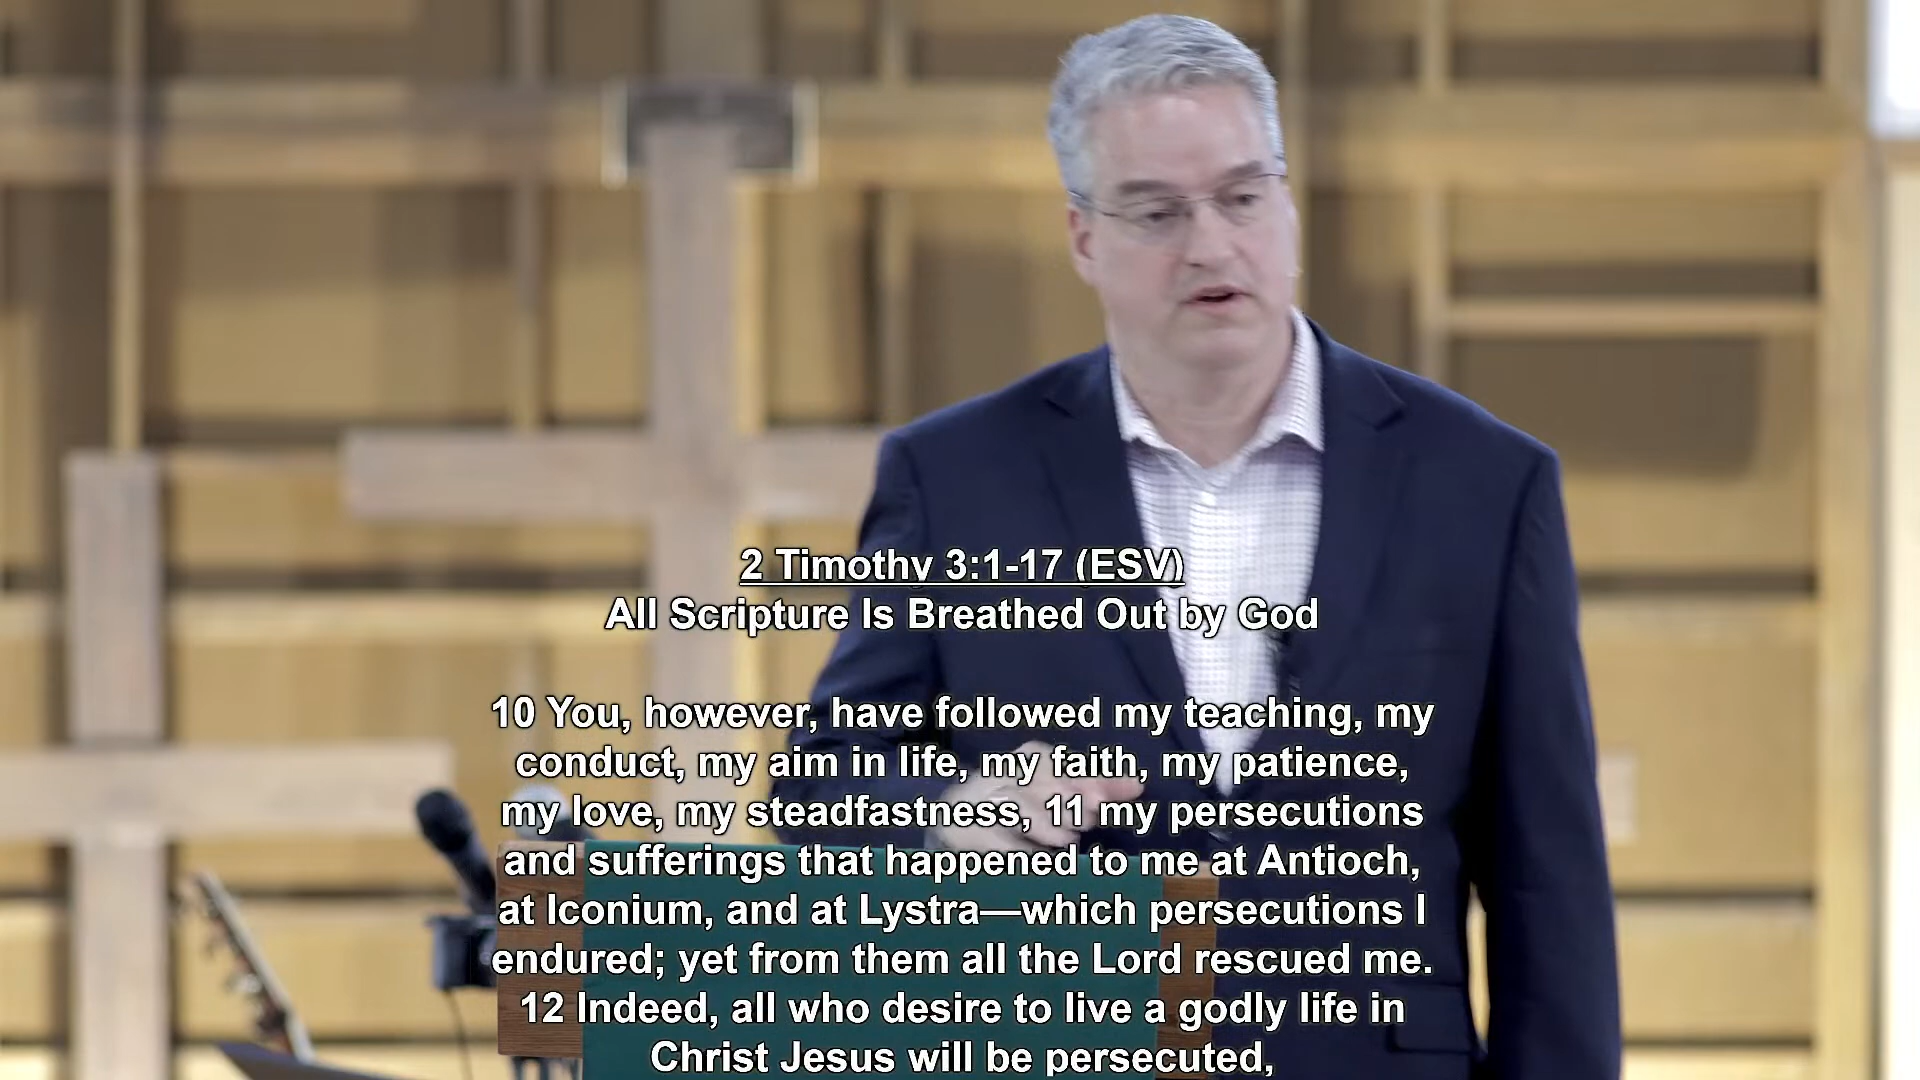 2 Timothy 3:1-17 (ESV)
All Scripture Is Breathed Out by God
10 You, however, have followed my teaching, my
conduct, my aim in life, my faith, my patience,
my love, my steadfastness, 11 my persecutions
and sufferings that happened to me at Antioch,
at Iconium, and at Lystra—which persecutions I
endured; yet from them all the Lord rescued me.
12 Indeed, all who desire to live a godly life in
Christ Jesus will be persecuted,